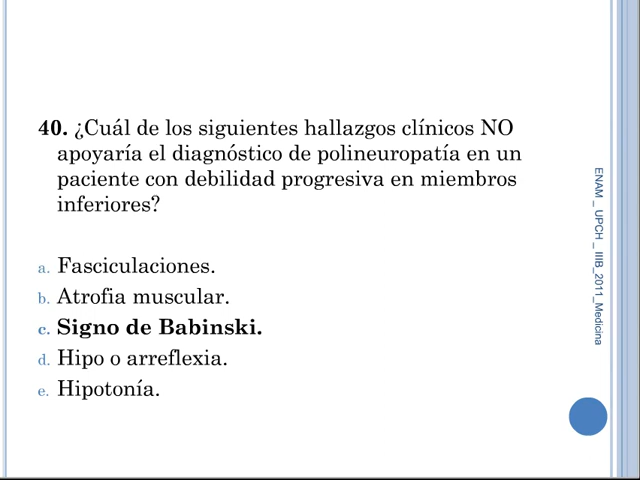 40. ¿Cuál de los siguientes hallazgos clínicos NO
apoyaría el diagnóstico de polineuropatía en un
paciente con debilidad progresiva en miembros
inferiores?
a. Fasciculaciones.
b. Atrofia muscular.
c. Signo de Babinski.
d. Hipo o arreflexia.
e. Hipotonía.
ENAM _ UPCH _ IIIB_2011_Medicina